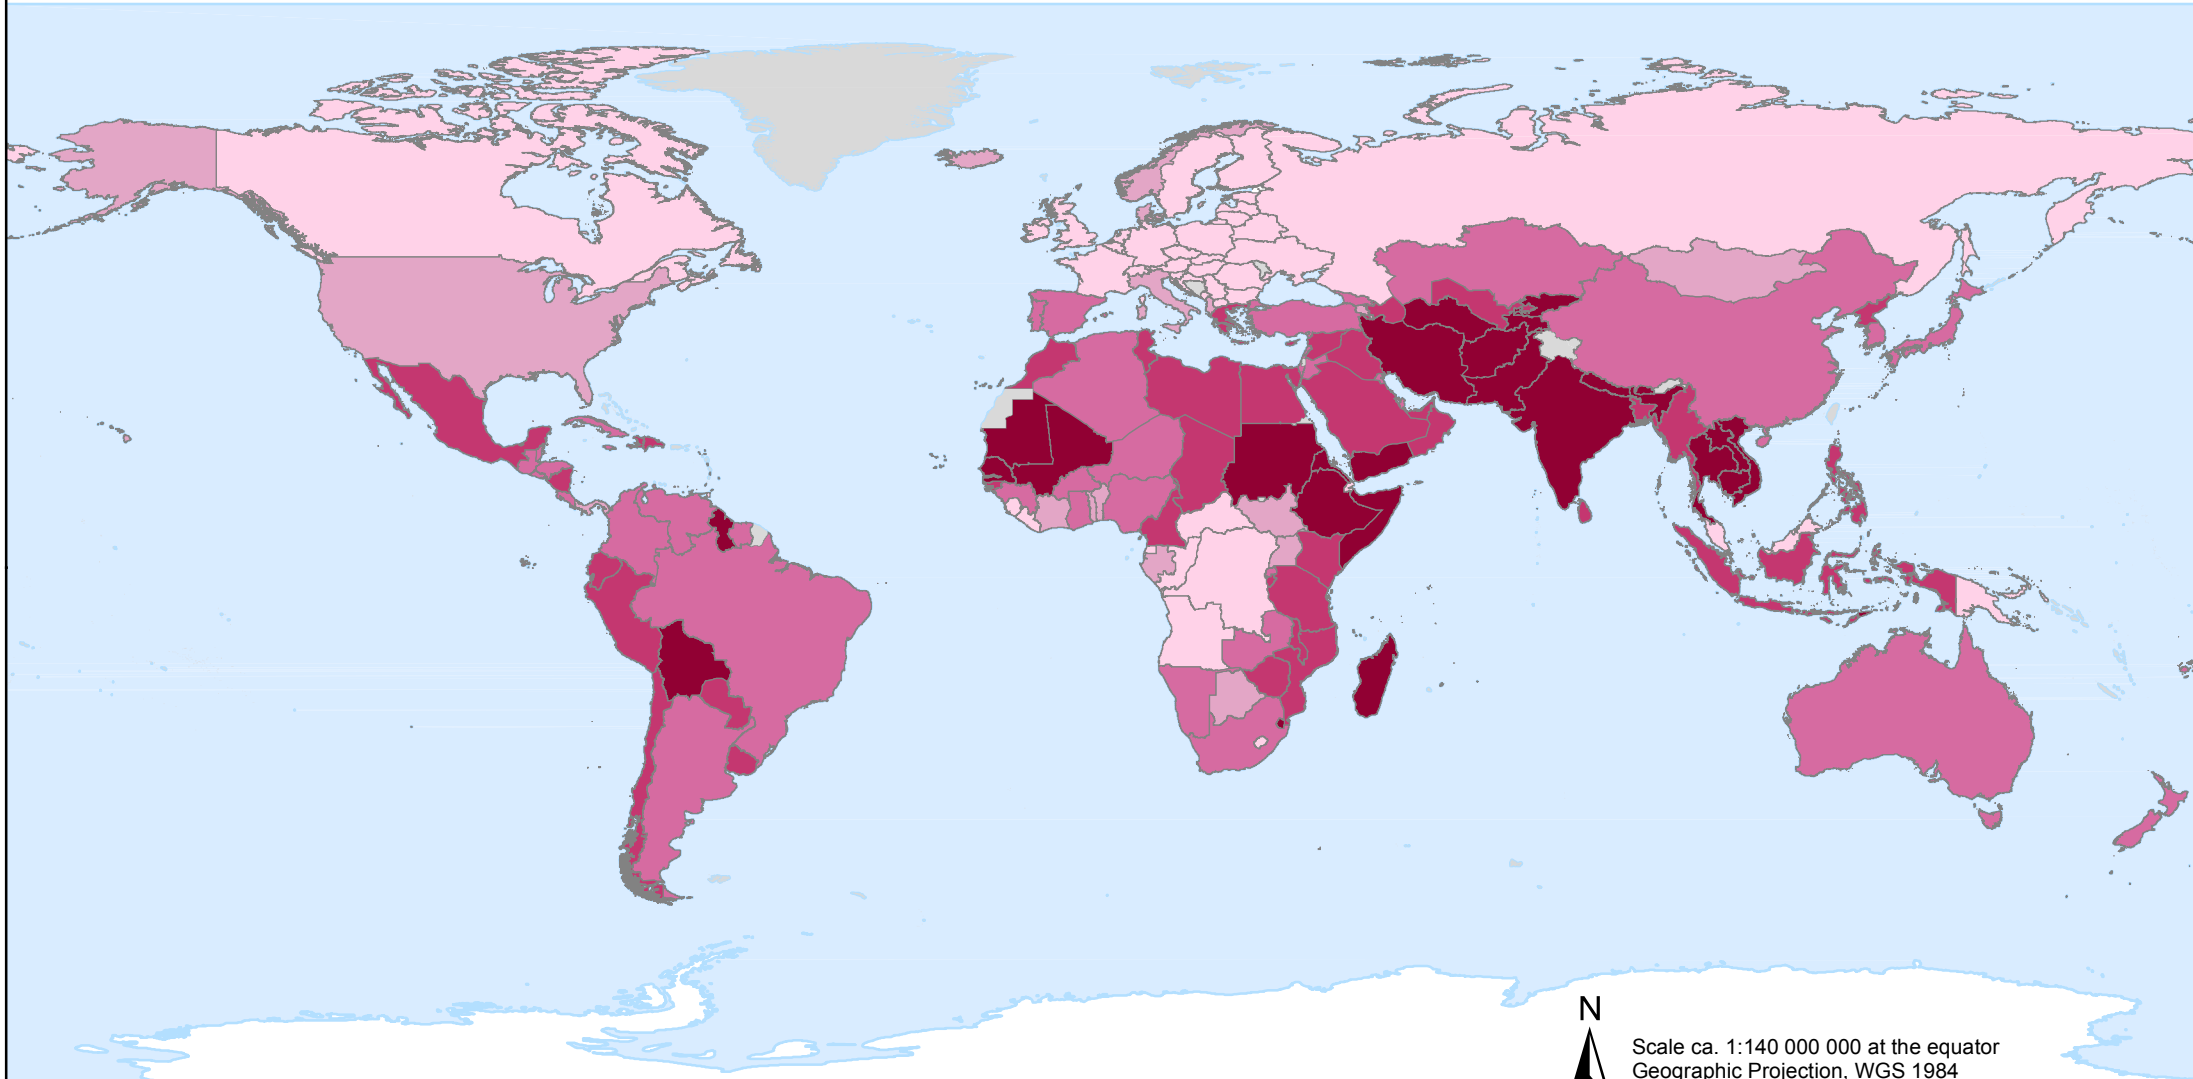 N
Scale ca. 1:140 000 000 at the equator
Geographic Projection, WGS 1984